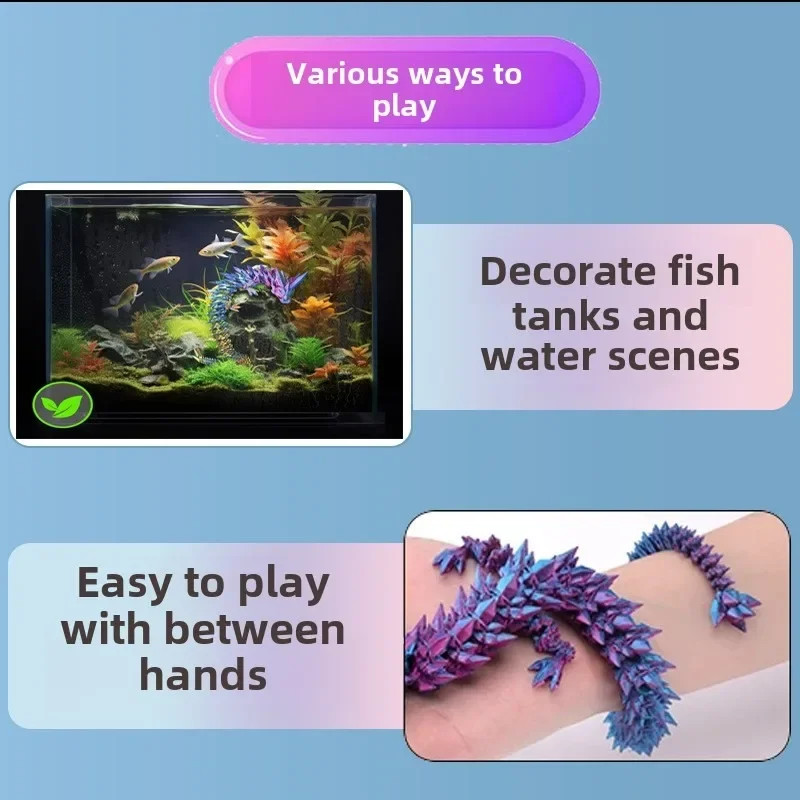 Various ways to
play
Decorate fish
tanks and
water scenes
Easy to play
with between
hands